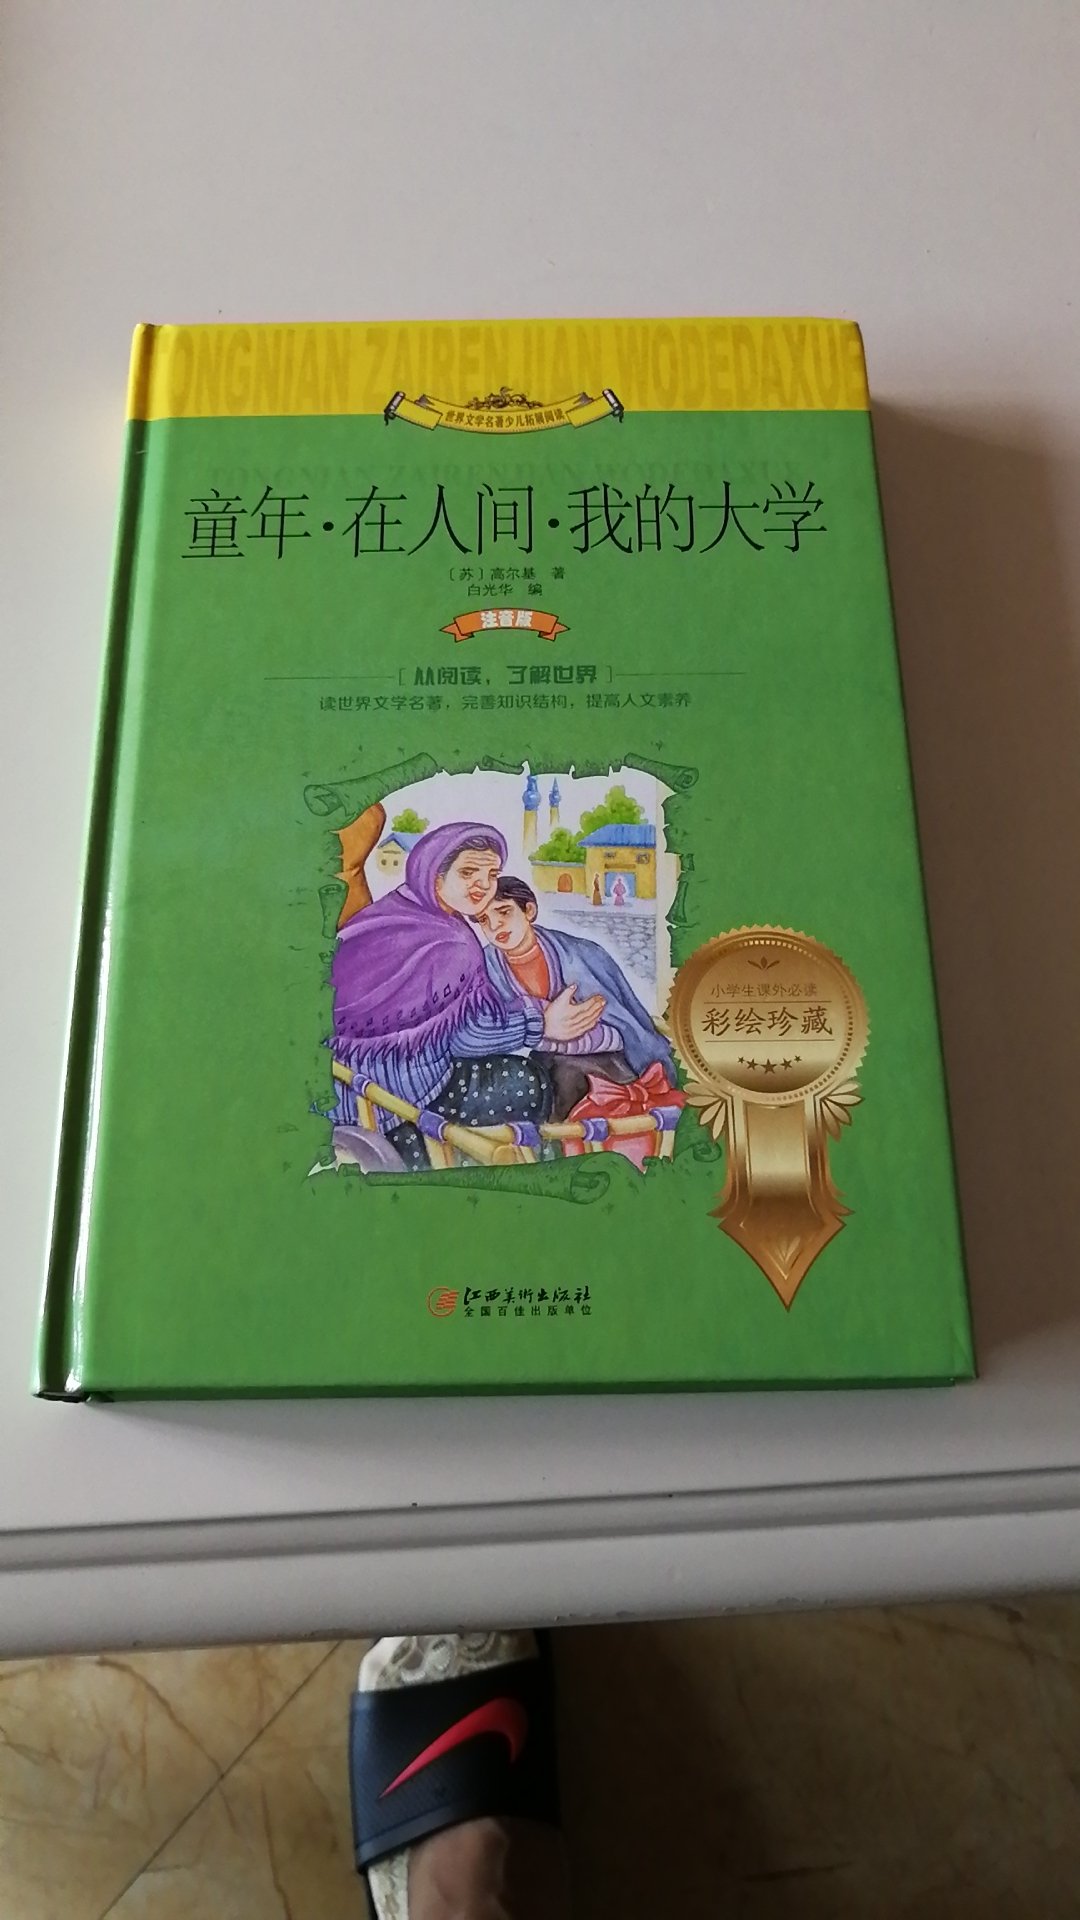 TONGNIAN ZAIRENJIAN WODEDAXUE
世界文学名著少儿拓展阅读
TONGNIAN ZAIRENJIAN WODEDAXUE
童年·在人间·我的大学
〔苏〕高尔基 著
白光华 编
注音版
[ 从阅读,了解世界 ]
读世界文学名著,完善知识结构,提高人文素养
小学生课外必读
彩绘珍藏
江西美术出版社
全国百佳出版单位